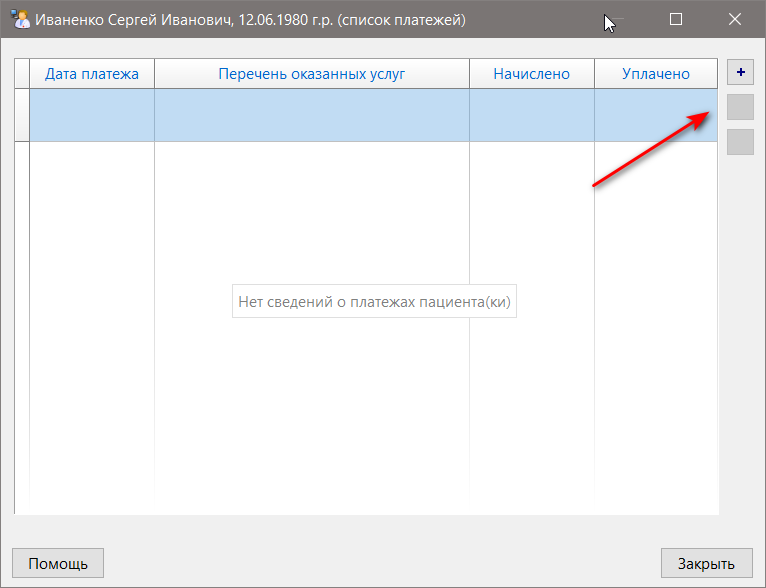 Иваненко Сергей Иванович, 12.06.1980 г.р. (список платежей)
Дата платежа Перечень оказанных услуг Начислено Уплачено +
Нет сведений о платежах пациента(ки)
Помощь Закрыть